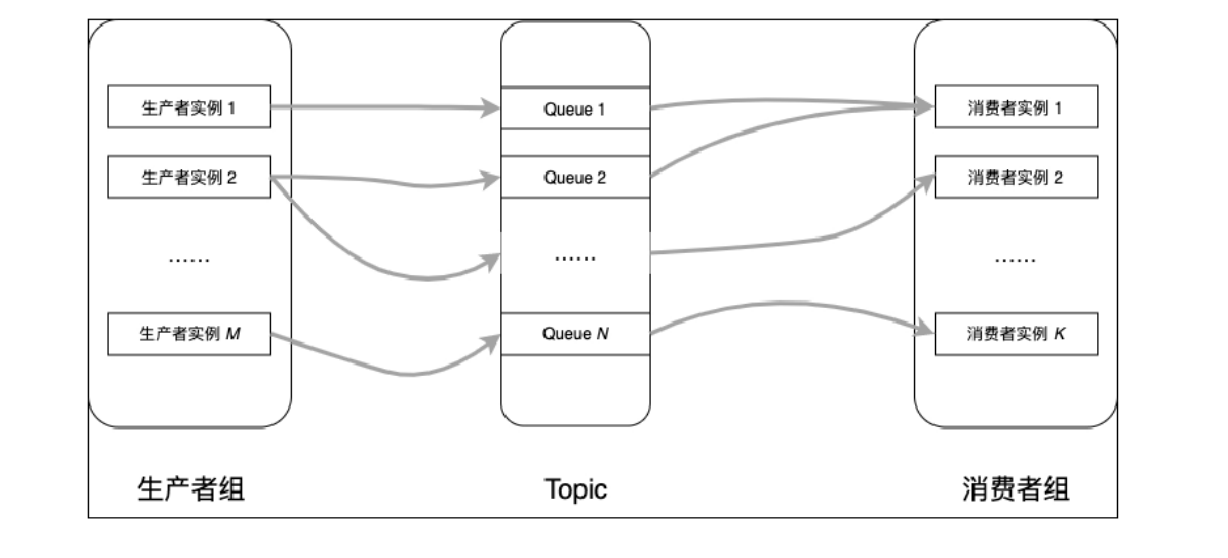 生产者实例 1
Queue 1
消费者实例 1
生产者实例 2
Queue 2
消费者实例 2
……
……
……
生产者实例 M
Queue N
消费者实例 K
生产者组
Topic
消费者组